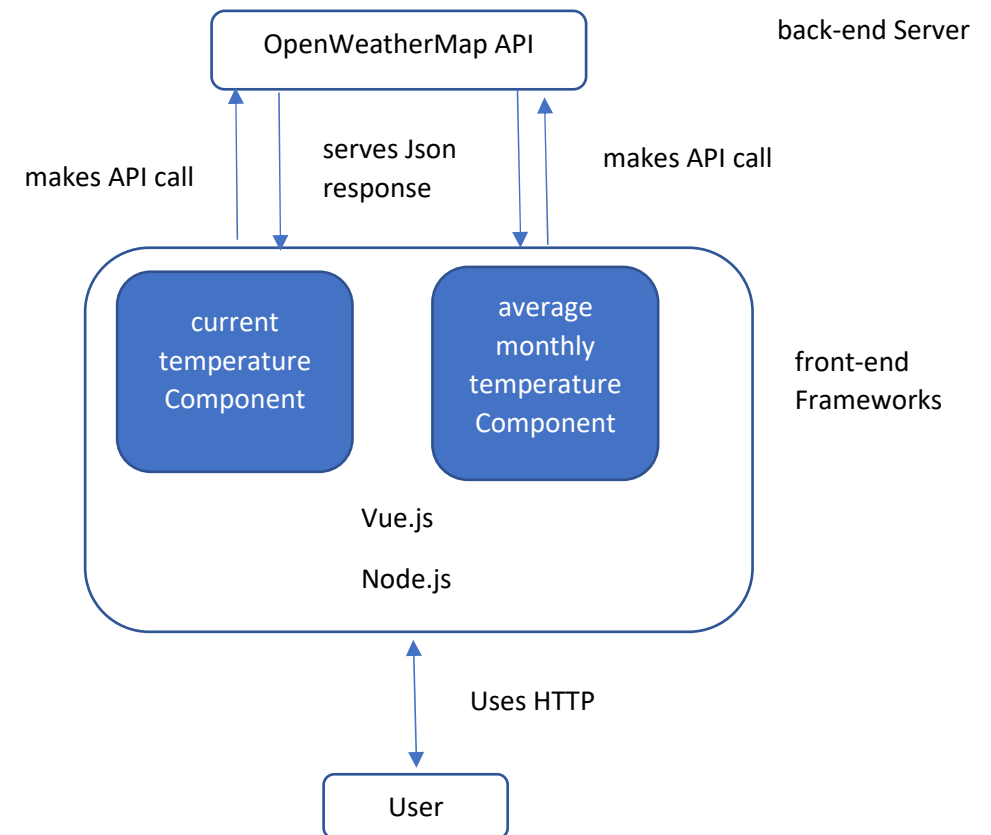 OpenWeatherMap API
back-end Server
makes API call
serves Json
response
makes API call
current
temperature
Component
average
monthly
temperature
Component
front-end
Frameworks
Vue.js
Node.js
Uses HTTP
User